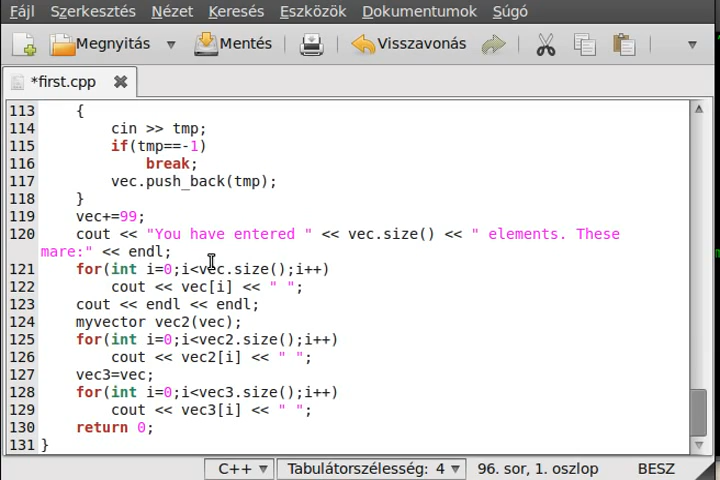 Fájl Szerkesztés Nézet Keresés Eszközök Dokumentumok Súgó
Megnyitás Mentés Visszavonás
*first.cpp
113 {
114 cin >> tmp;
115 if(tmp==-1)
116 break;
117 vec.push_back(tmp);
118 }
119 vec+=99;
120 cout << "You have entered " << vec.size() << " elements. These
mare:" << endl;
121 for(int i=0;i<vec.size();i++)
122 cout << vec[i] << " ";
123 cout << endl << endl;
124 myvector vec2(vec);
125 for(int i=0;i<vec2.size();i++)
126 cout << vec2[i] << " ";
127 vec3=vec;
128 for(int i=0;i<vec3.size();i++)
129 cout << vec3[i] << " ";
130 return 0;
131 }
C++ Tabulátorszélesség: 4 96. sor, 1. oszlop BESZ